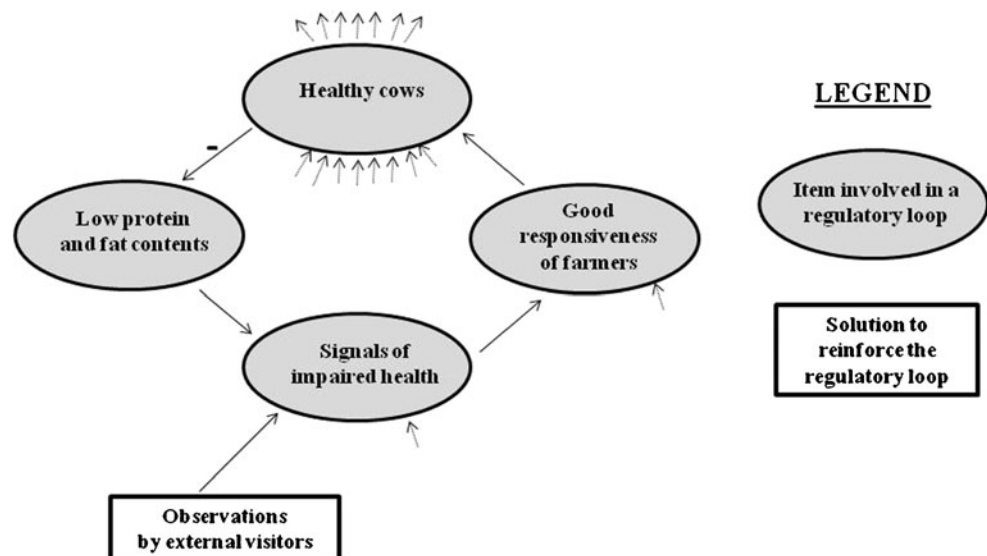 Healthy cows
-
Low protein
and fat contents
Good
responsiveness
of farmers
Signals of
impaired health
Observations
by external visitors
LEGEND
Item involved in a
regulatory loop
Solution to
reinforce the
regulatory loop